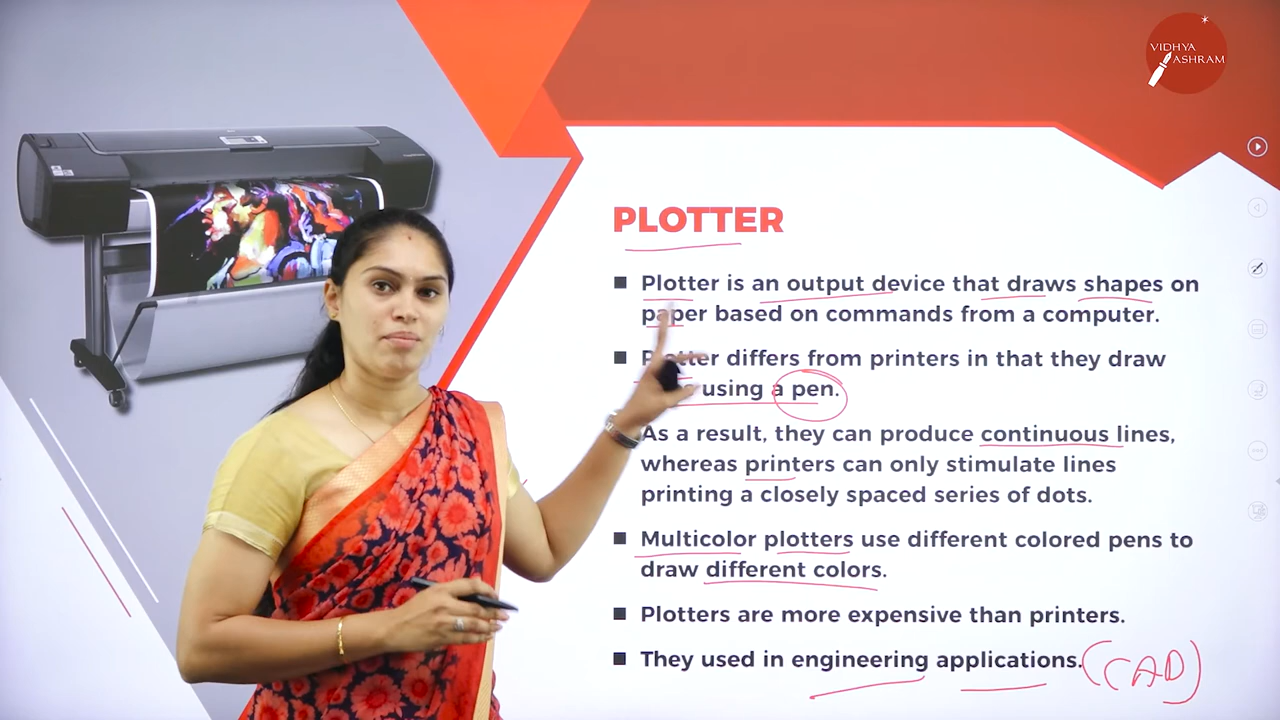 VIDHYA
ASHRAM
PLOTTER
Plotter is an output device that draws shapes on
paper based on commands from a computer.
Plotter differs from printers in that they draw
using a pen.
As a result, they can produce continuous lines,
whereas printers can only stimulate lines
printing a closely spaced series of dots.
Multicolor plotters use different colored pens to
draw different colors.
Plotters are more expensive than printers.
They used in engineering applications. (CAD)